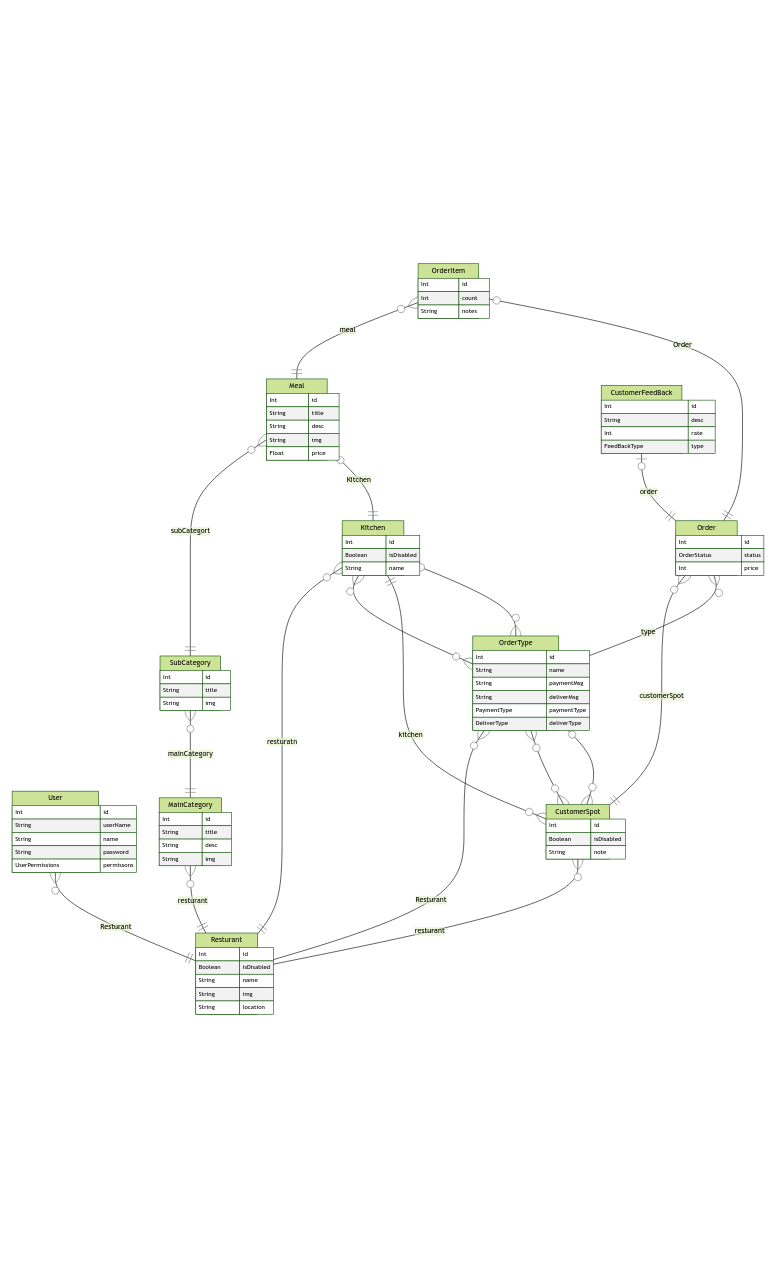 OrderItem
Int id
Int count
String notes
meal
Order
Meal
Int id
String title
String desc
String img
Float price
CustomerFeedBack
Int id
String desc
Int rate
FeedBackType type
Kitchen
order
subCategort
Kitchen
Int id
Boolean isDisabled
String name
Order
Int id
OrderStatus status
Int price
type
OrderType
Int id
String name
String paymentMsg
String deliverMsg
PaymentType paymentType
DeliverType deliverType
SubCategory
Int id
String title
String img
customerSpot
kitchen
resturatn
mainCategory
User
Int id
String userName
String name
String password
UserPermissions permissons
MainCategory
Int id
String title
String desc
String img
CustomerSpot
Int id
Boolean isDisabled
String note
resturant
Resturant
Resturant
resturant
Resturant
Int id
Boolean isDisabled
String name
String img
String location